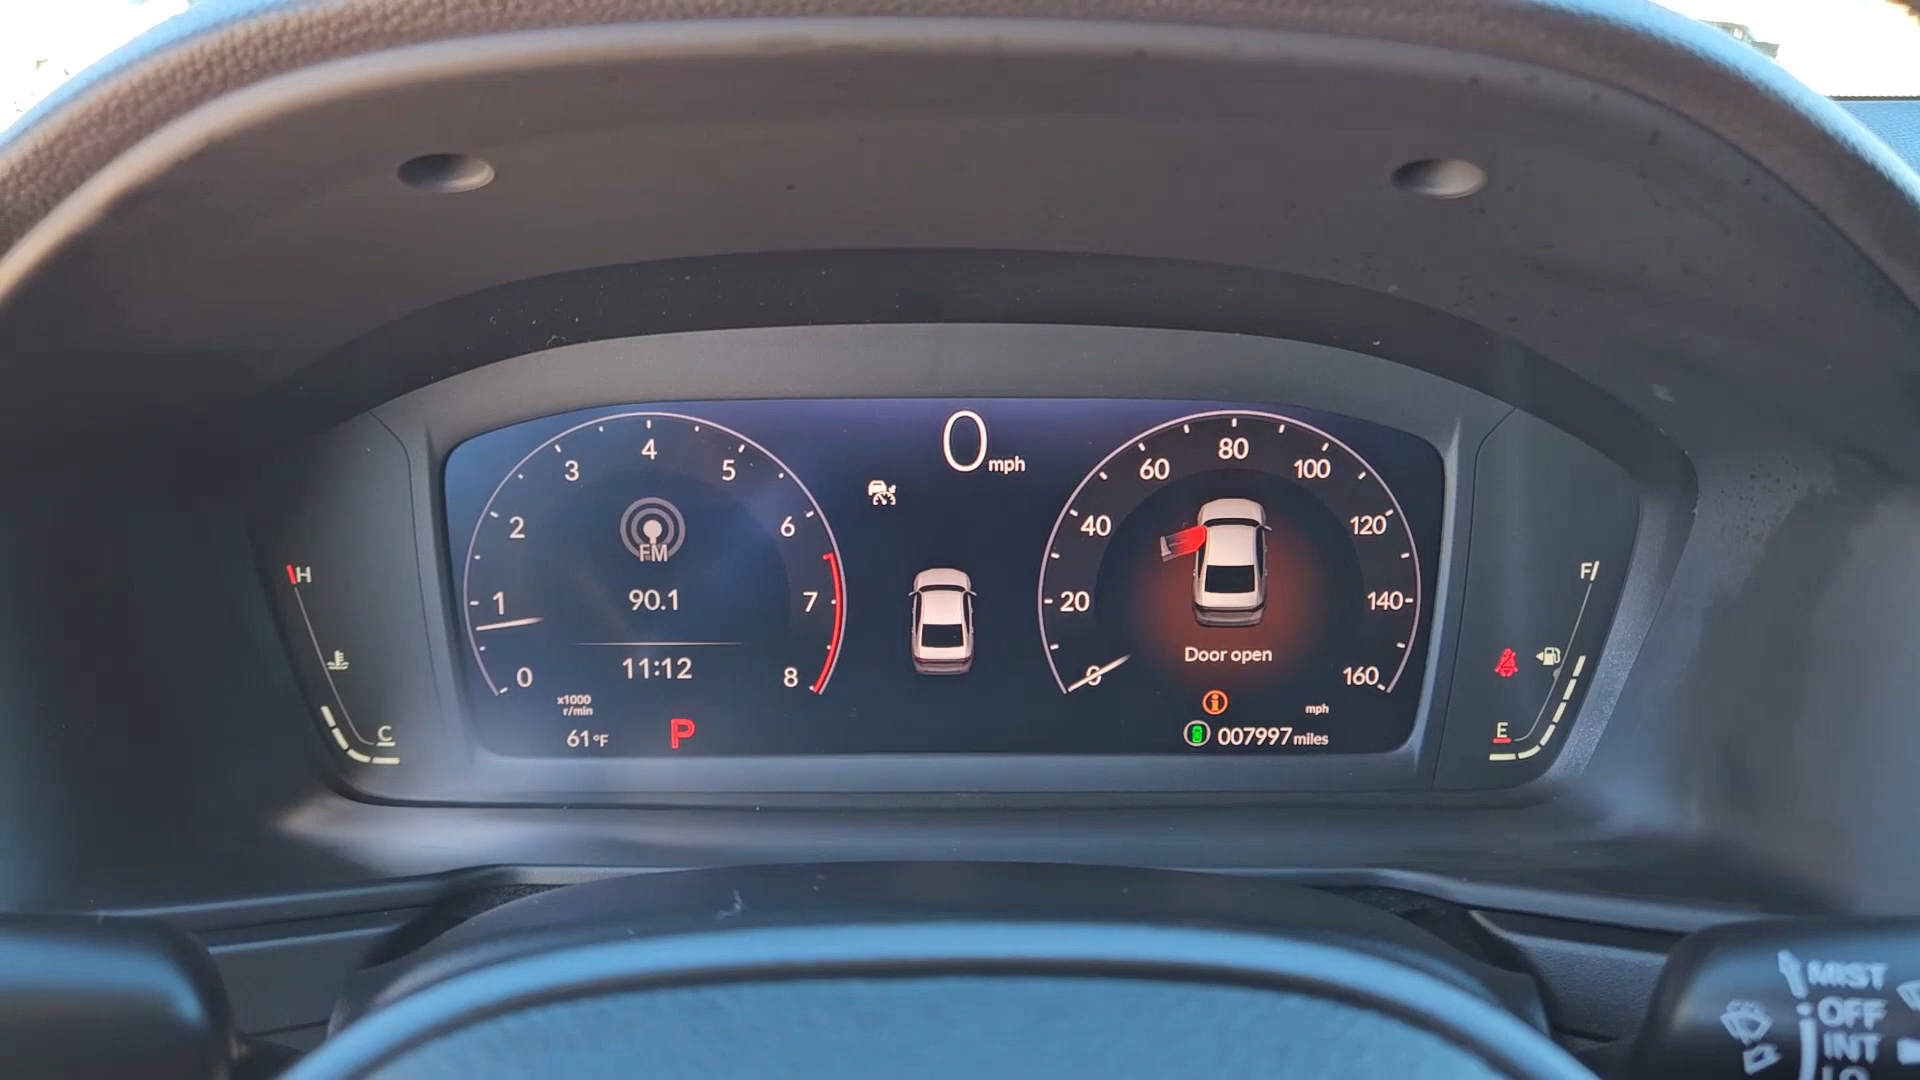 0 mph
0 1 2 3 4 5 6 7 8
x1000
r/min
FM
90.1
11:12
61°F
P
0 20 40 60 80 100 120 140 160
Door open
mph
007997 miles
H
C
F
E
MIST
OFF
INT
LO